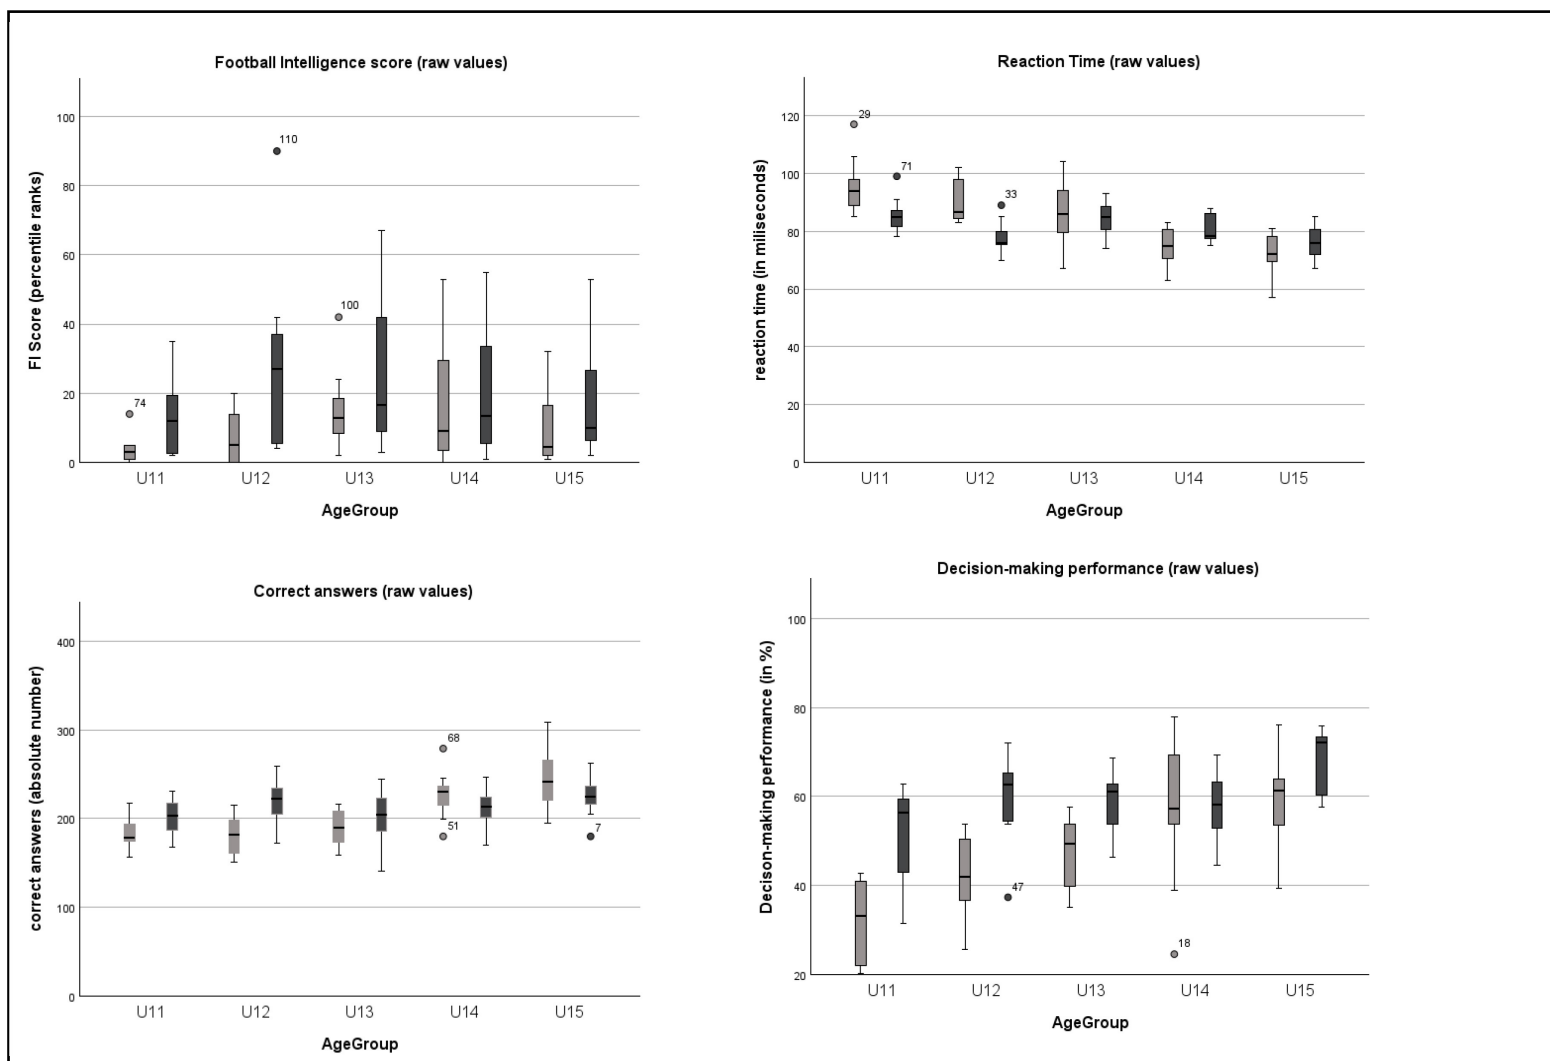 Football Intelligence score (raw values)
FI Score (percentile ranks)
100
80
60
40
20
0
74
110
100
U11
U12
U13
U14
U15
AgeGroup
Reaction Time (raw values)
reaction time (in miliseconds)
120
100
80
60
40
20
0
29
71
33
U11
U12
U13
U14
U15
AgeGroup
Correct answers (raw values)
correct answers (absolute number)
400
300
200
100
0
68
51
7
U11
U12
U13
U14
U15
AgeGroup
Decision-making performance (raw values)
Decison-making performance (in %)
100
80
60
40
20
47
18
U11
U12
U13
U14
U15
AgeGroup